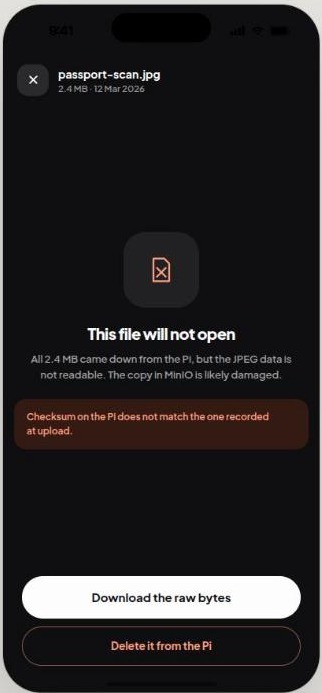 9:41
passport-scan.jpg
2.4 MB · 12 Mar 2026
This file will not open
All 2.4 MB came down from the Pi, but the JPEG data is
not readable. The copy in MinIO is likely damaged.
Checksum on the Pi does not match the one recorded
at upload.
Download the raw bytes
Delete it from the Pi